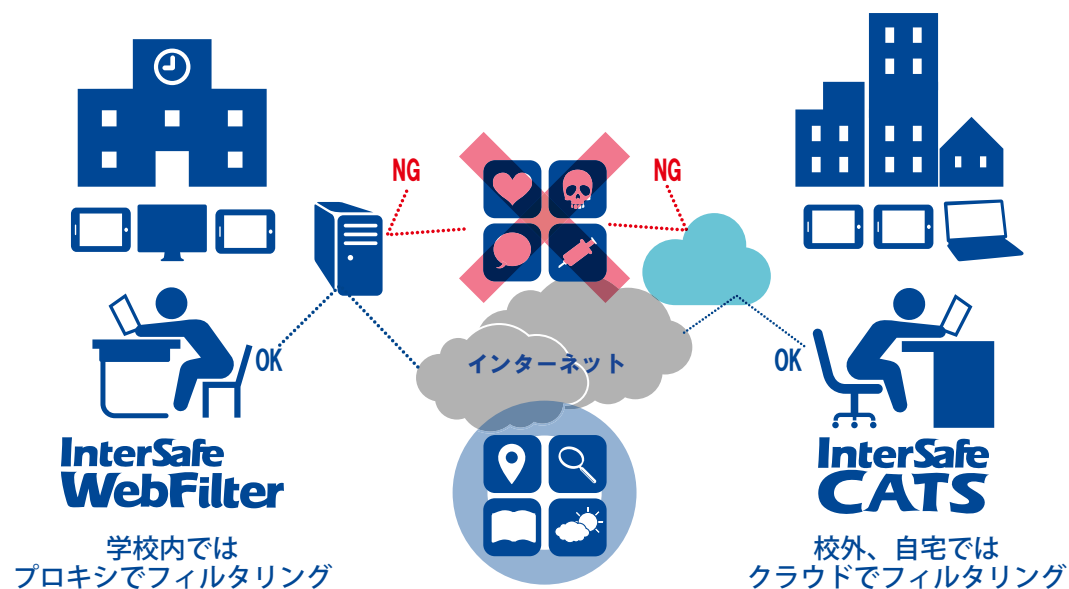 NG
NG
OK
インターネット
OK
InterSafe
WebFilter
学校内では
プロキシでフィルタリング
InterSafe
CATS
校外、自宅では
クラウドでフィルタリング